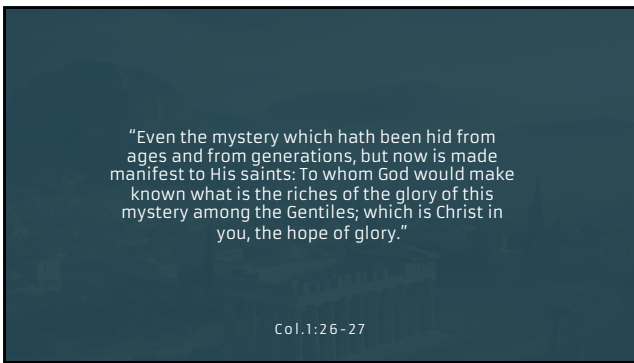 “Even the mystery which hath been hid from
ages and from generations, but now is made
manifest to His saints: To whom God would make
known what is the riches of the glory of this
mystery among the Gentiles; which is Christ in
you, the hope of glory.”
Col.1:26-27